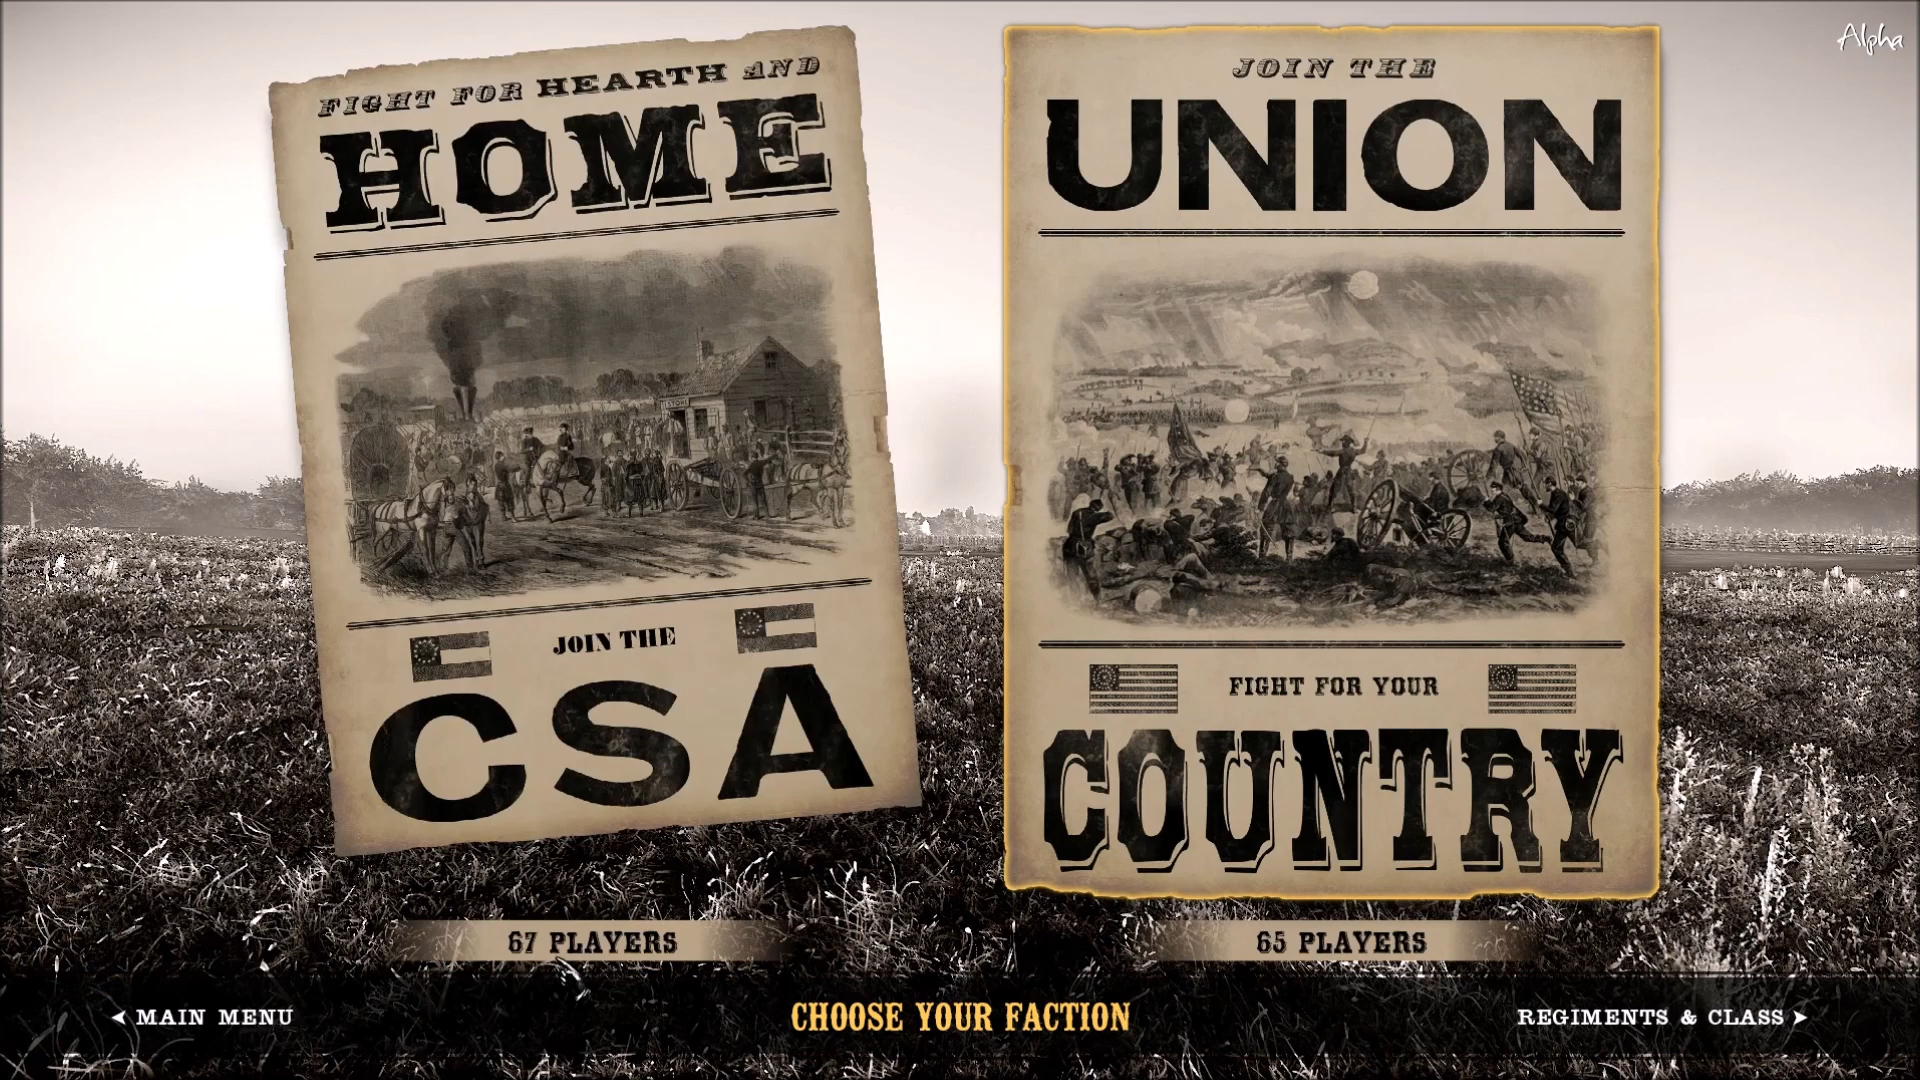 Alpha
FIGHT FOR HEARTH AND
HOME
JOIN THE
CSA
JOIN THE
UNION
FIGHT FOR YOUR
COUNTRY
67 PLAYERS
65 PLAYERS
MAIN MENU
CHOOSE YOUR FACTION
REGIMENTS & CLASS